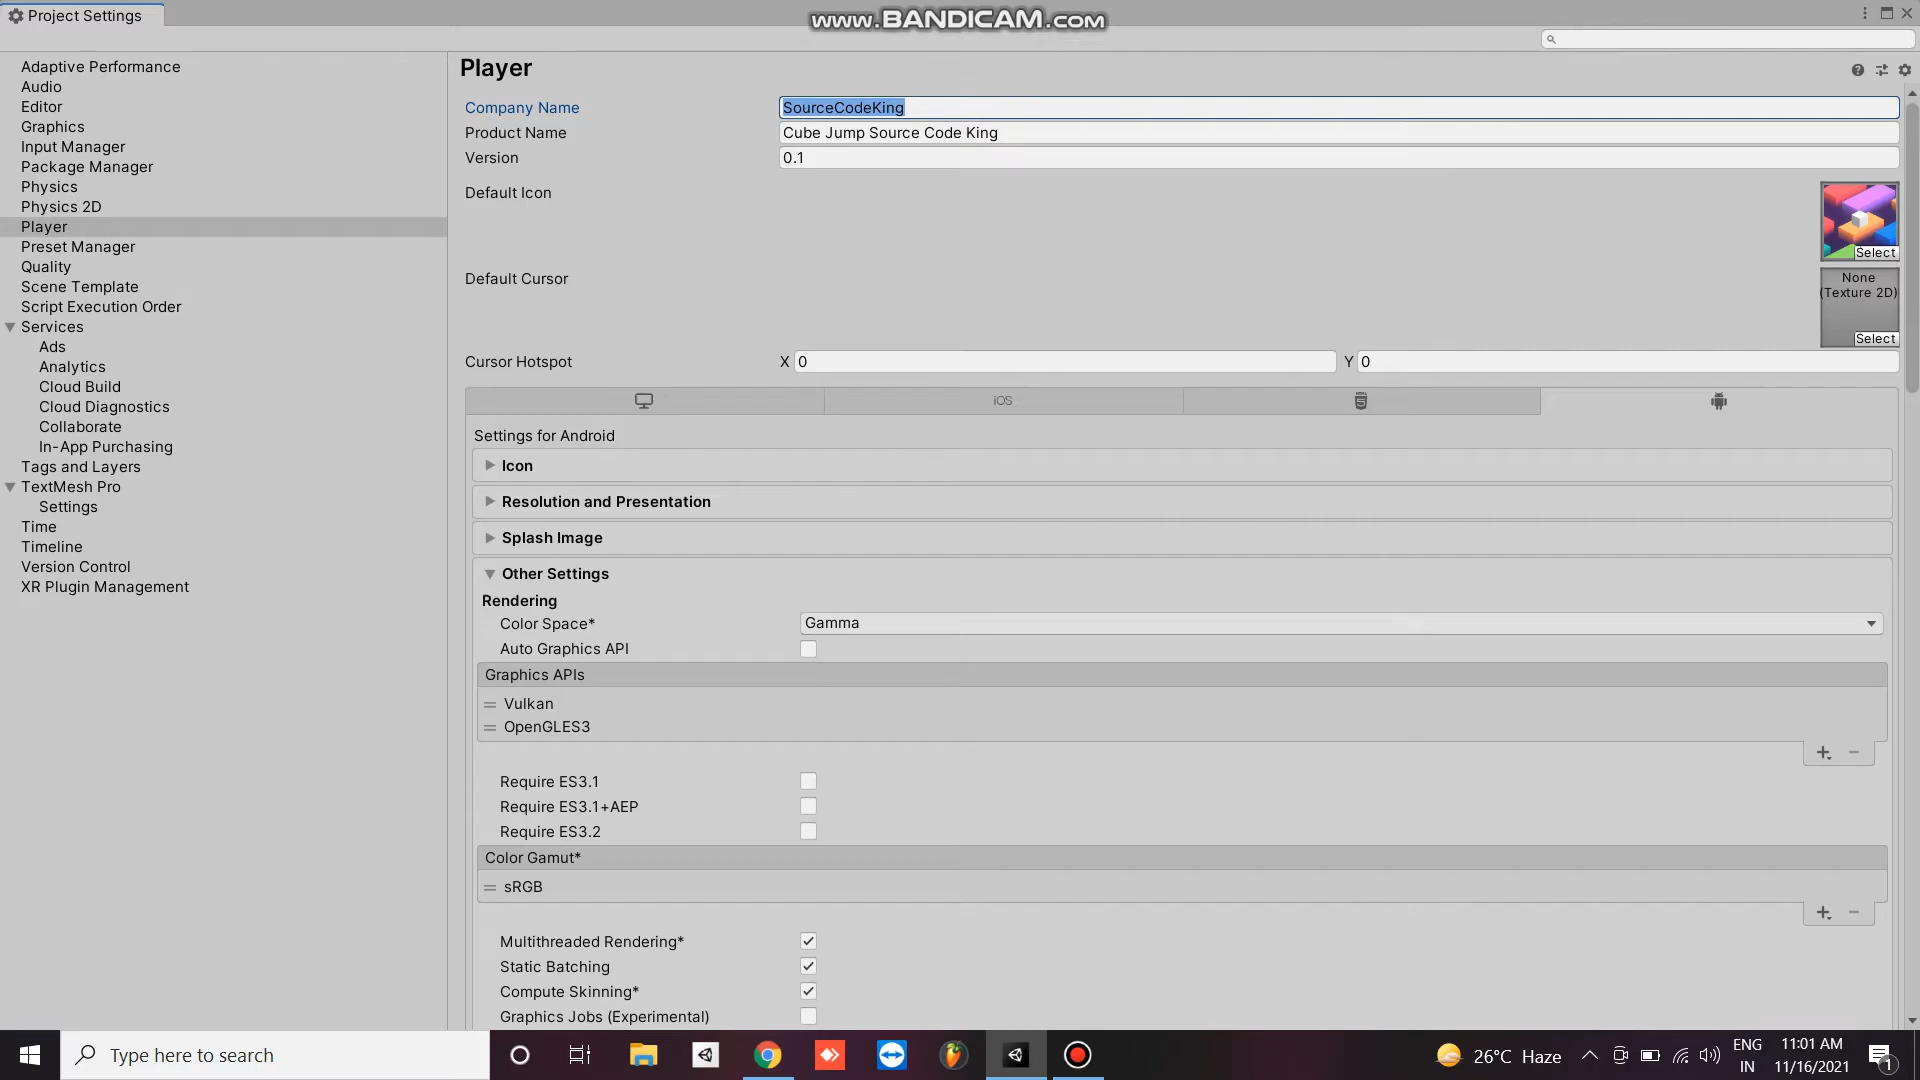 Project Settings
www.BANDICAM.com
Adaptive Performance
Audio
Editor
Graphics
Input Manager
Package Manager
Physics
Physics 2D
Player
Preset Manager
Quality
Scene Template
Script Execution Order
Services
Ads
Analytics
Cloud Build
Cloud Diagnostics
Collaborate
In-App Purchasing
Tags and Layers
TextMesh Pro
Settings
Time
Timeline
Version Control
XR Plugin Management
Player
Company Name SourceCodeKing
Product Name Cube Jump Source Code King
Version 0.1
Default Icon
Select
Default Cursor
None
(Texture 2D)
Select
Cursor Hotspot X 0 Y 0
iOS
Settings for Android
Icon
Resolution and Presentation
Splash Image
Other Settings
Rendering
Color Space* Gamma
Auto Graphics API
Graphics APIs
Vulkan
OpenGLES3
Require ES3.1
Require ES3.1+AEP
Require ES3.2
Color Gamut*
sRGB
Multithreaded Rendering*
Static Batching
Compute Skinning*
Graphics Jobs (Experimental)
Type here to search
26°C Haze
ENG
IN
11:01 AM
11/16/2021
1